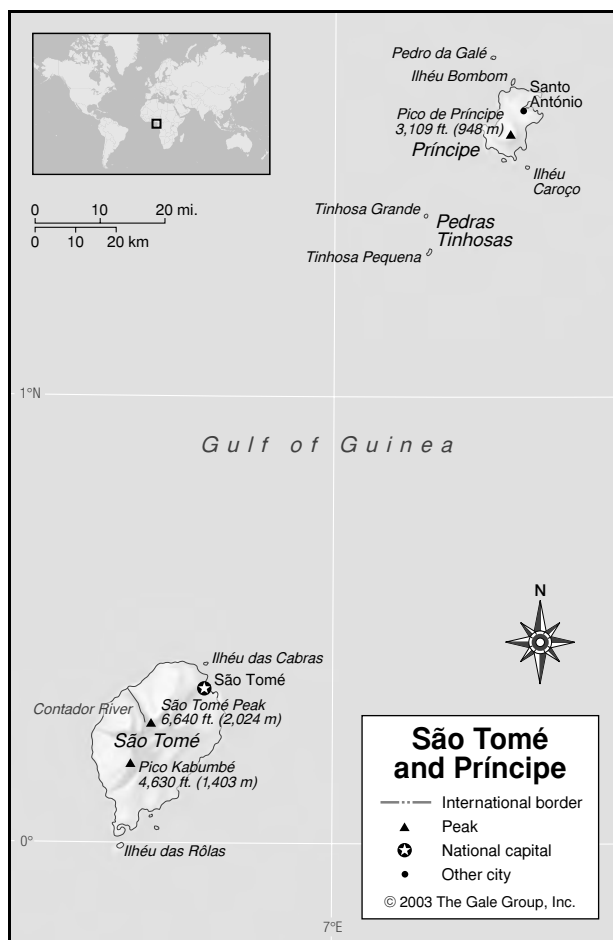 Pedro da Galé
Ilhéu Bombom
Santo
António
Pico de Príncipe
3,109 ft. (948 m)
Príncipe
Ilhéu
Caroço
0 10 20 mi.
0 10 20 km
Tinhosa Grande
Pedras
Tinhosas
Tinhosa Pequena
1°N
Gulf of Guinea
N
Ilhéu das Cabras
São Tomé
Contador River
São Tomé Peak
6,640 ft. (2,024 m)
São Tomé
Pico Kabumbé
4,630 ft. (1,403 m)
0°
Ilhéu das Rôlas
7°E
São Tomé
and Príncipe
International border
Peak
National capital
Other city
© 2003 The Gale Group, Inc.